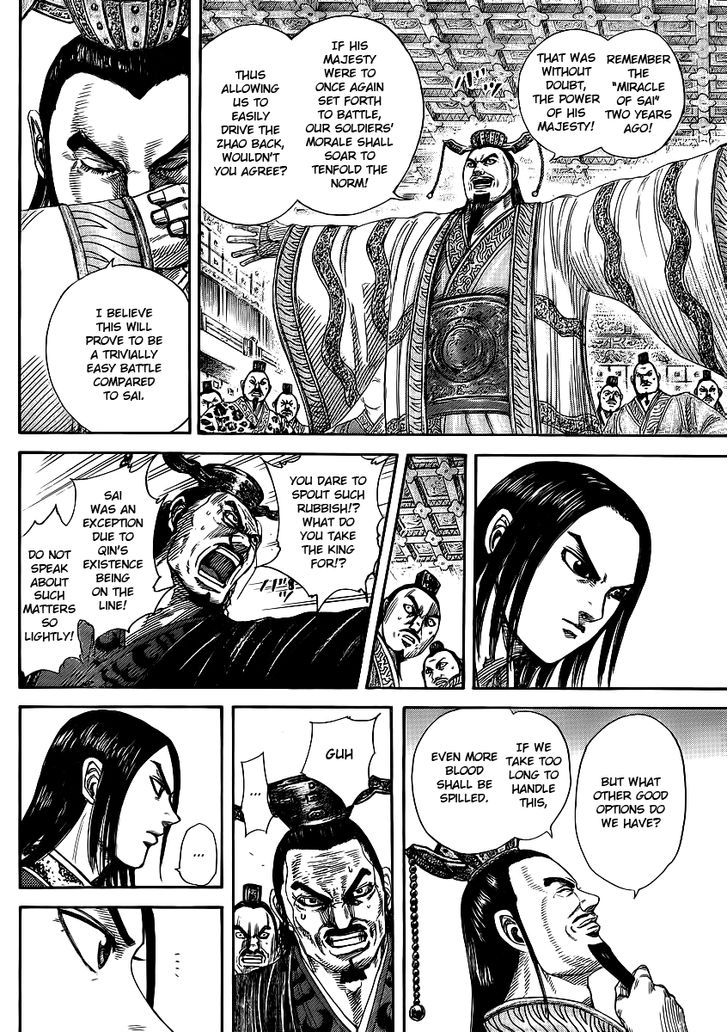 REMEMBER
THE
"MIRACLE
OF SAI"
TWO YEARS
AGO!
THAT WAS
WITHOUT
DOUBT,
THE POWER
OF HIS
MAJESTY!
IF HIS
MAJESTY
WERE TO
ONCE AGAIN
SET FORTH
TO BATTLE,
OUR SOLDIERS'
MORALE SHALL
SOAR TO
TENFOLD THE
NORM!
THUS
ALLOWING
US TO
EASILY
DRIVE THE
ZHAO BACK,
WOULDN'T
YOU AGREE?
I BELIEVE
THIS WILL
PROVE TO BE
A TRIVIALLY
EASY BATTLE
COMPARED
TO SAI.
YOU DARE TO
SPOUT SUCH
RUBBISH!?
WHAT DO
YOU TAKE
THE KING
FOR!?
SAI
WAS AN
EXCEPTION
DUE TO
QIN'S
EXISTENCE
BEING
ON THE
LINE!
DO NOT
SPEAK
ABOUT
SUCH
MATTERS
SO
LIGHTLY!
BUT WHAT
OTHER GOOD
OPTIONS DO
WE HAVE?
IF WE
TAKE TOO
LONG TO
HANDLE
THIS,
EVEN MORE
BLOOD
SHALL BE
SPILLED.
GUH
...
...